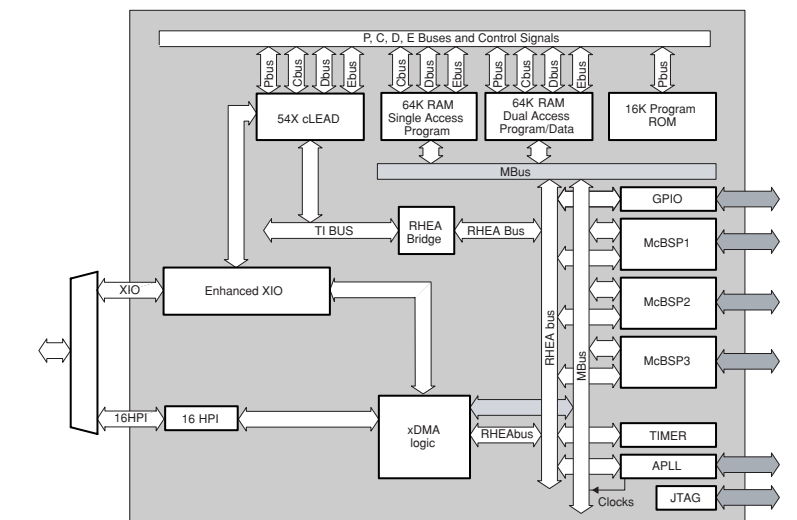 P, C, D, E Buses and Control Signals
Pbus
Cbus
Dbus
Ebus
Cbus
Dbus
Ebus
Pbus
Cbus
Dbus
Ebus
Pbus
54X cLEAD
64K RAM
Single Access
Program
64K RAM
Dual Access
Program/Data
16K Program
ROM
MBus
GPIO
TI BUS
RHEA
Bridge
RHEA Bus
McBSP1
XIO
Enhanced XIO
McBSP2
RHEA bus
MBus
McBSP3
16HPI
16 HPI
xDMA
logic
RHEAbus
TIMER
APLL
Clocks
JTAG